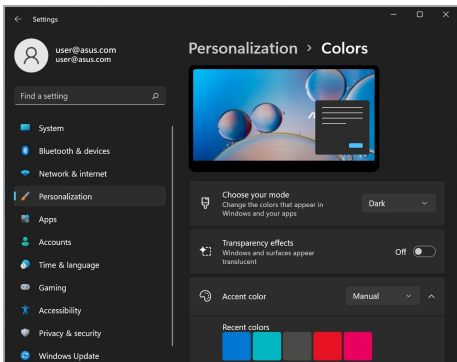 Settings
user@asus.com
user@asus.com
Find a setting
System
Bluetooth & devices
Network & internet
Personalization
Apps
Accounts
Time & language
Gaming
Accessibility
Privacy & security
Windows Update
Personalization > Colors
Choose your mode
Change the colors that appear in
Windows and your apps
Dark
Transparency effects
Windows and surfaces appear
translucent
Off
Accent color
Manual
Recent colors